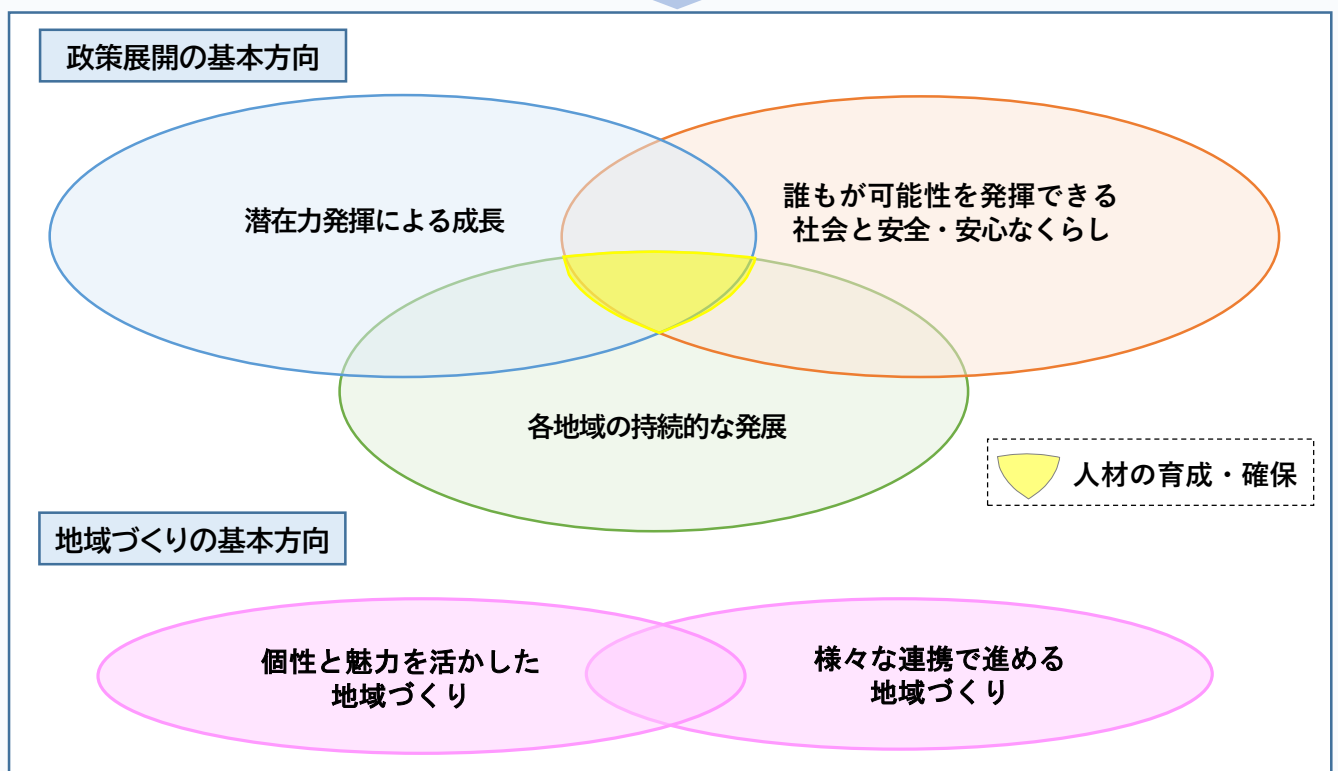 政策展開の基本方向
潜在力発揮による成長
誰もが可能性を発揮できる
社会と安全・安心なくらし
各地域の持続的な発展
人材の育成・確保
地域づくりの基本方向
個性と魅力を活かした
地域づくり
様々な連携で進める
地域づくり